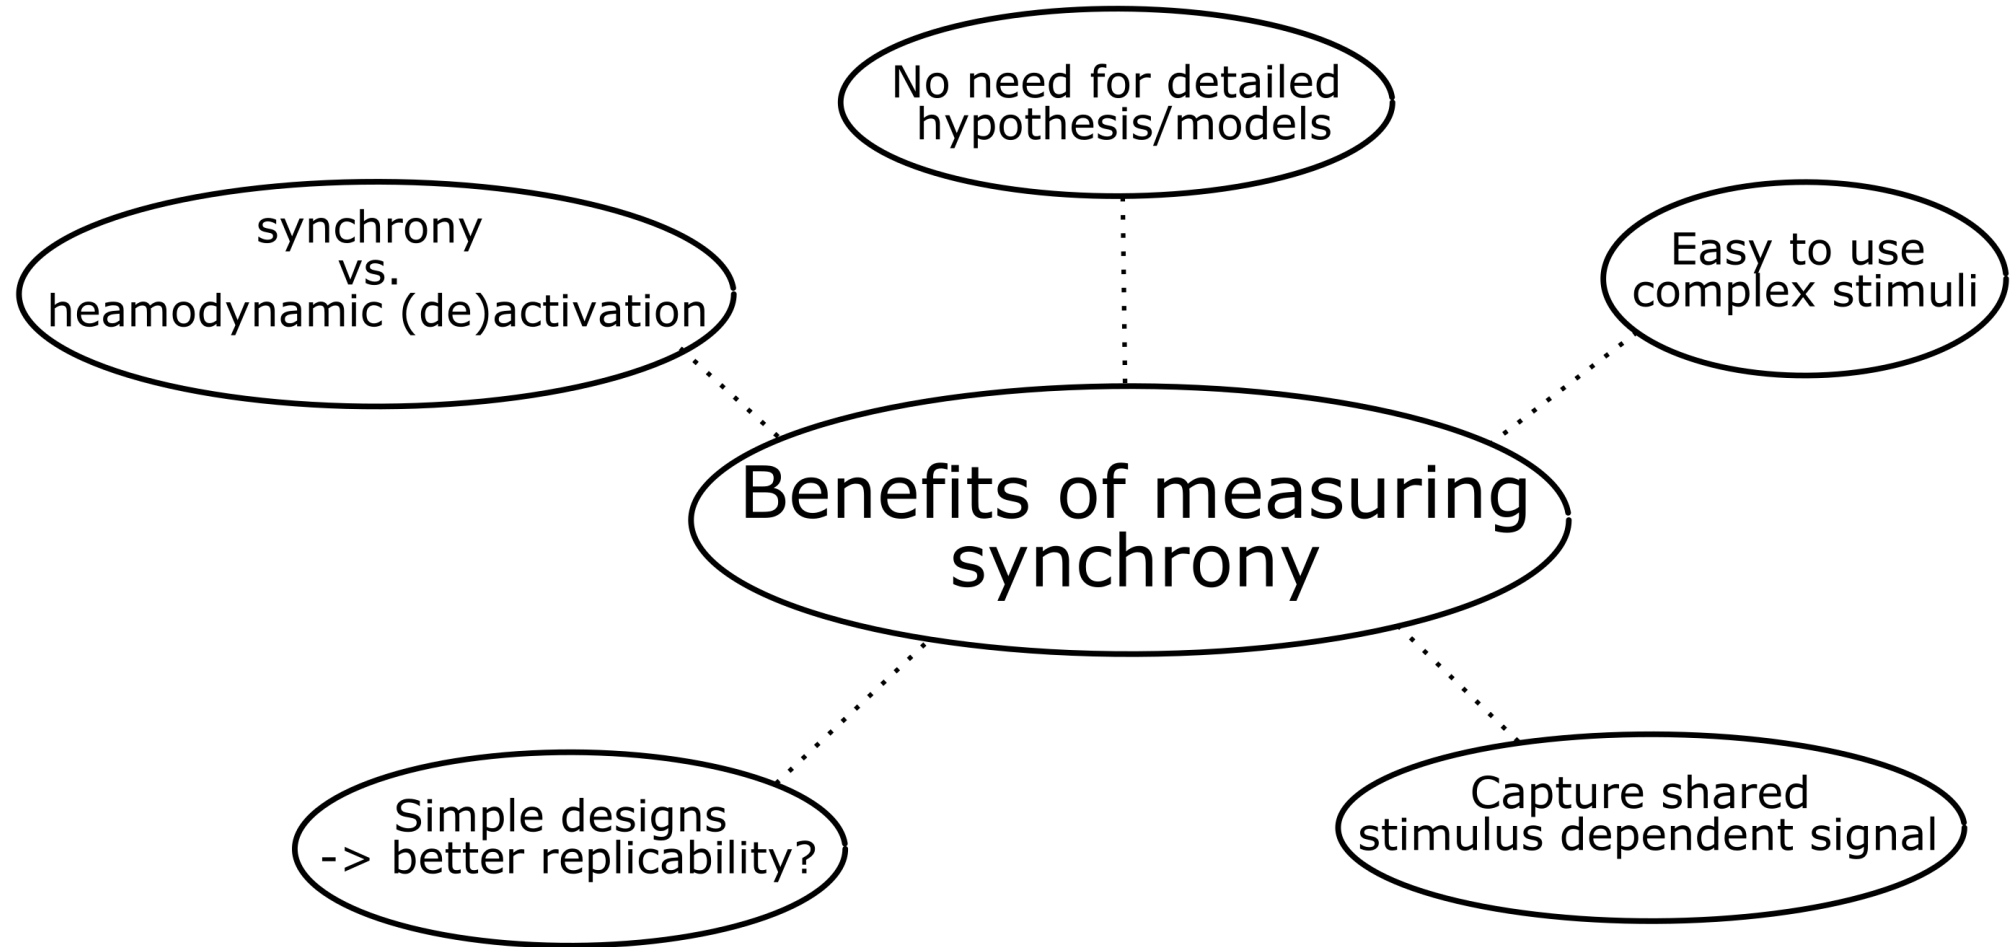 No need for detailed
hypothesis/models
synchrony
vs.
heamodynamic (de)activation
Easy to use
complex stimuli
Benefits of measuring
synchrony
Simple designs
-> better replicability?
Capture shared
stimulus dependent signal